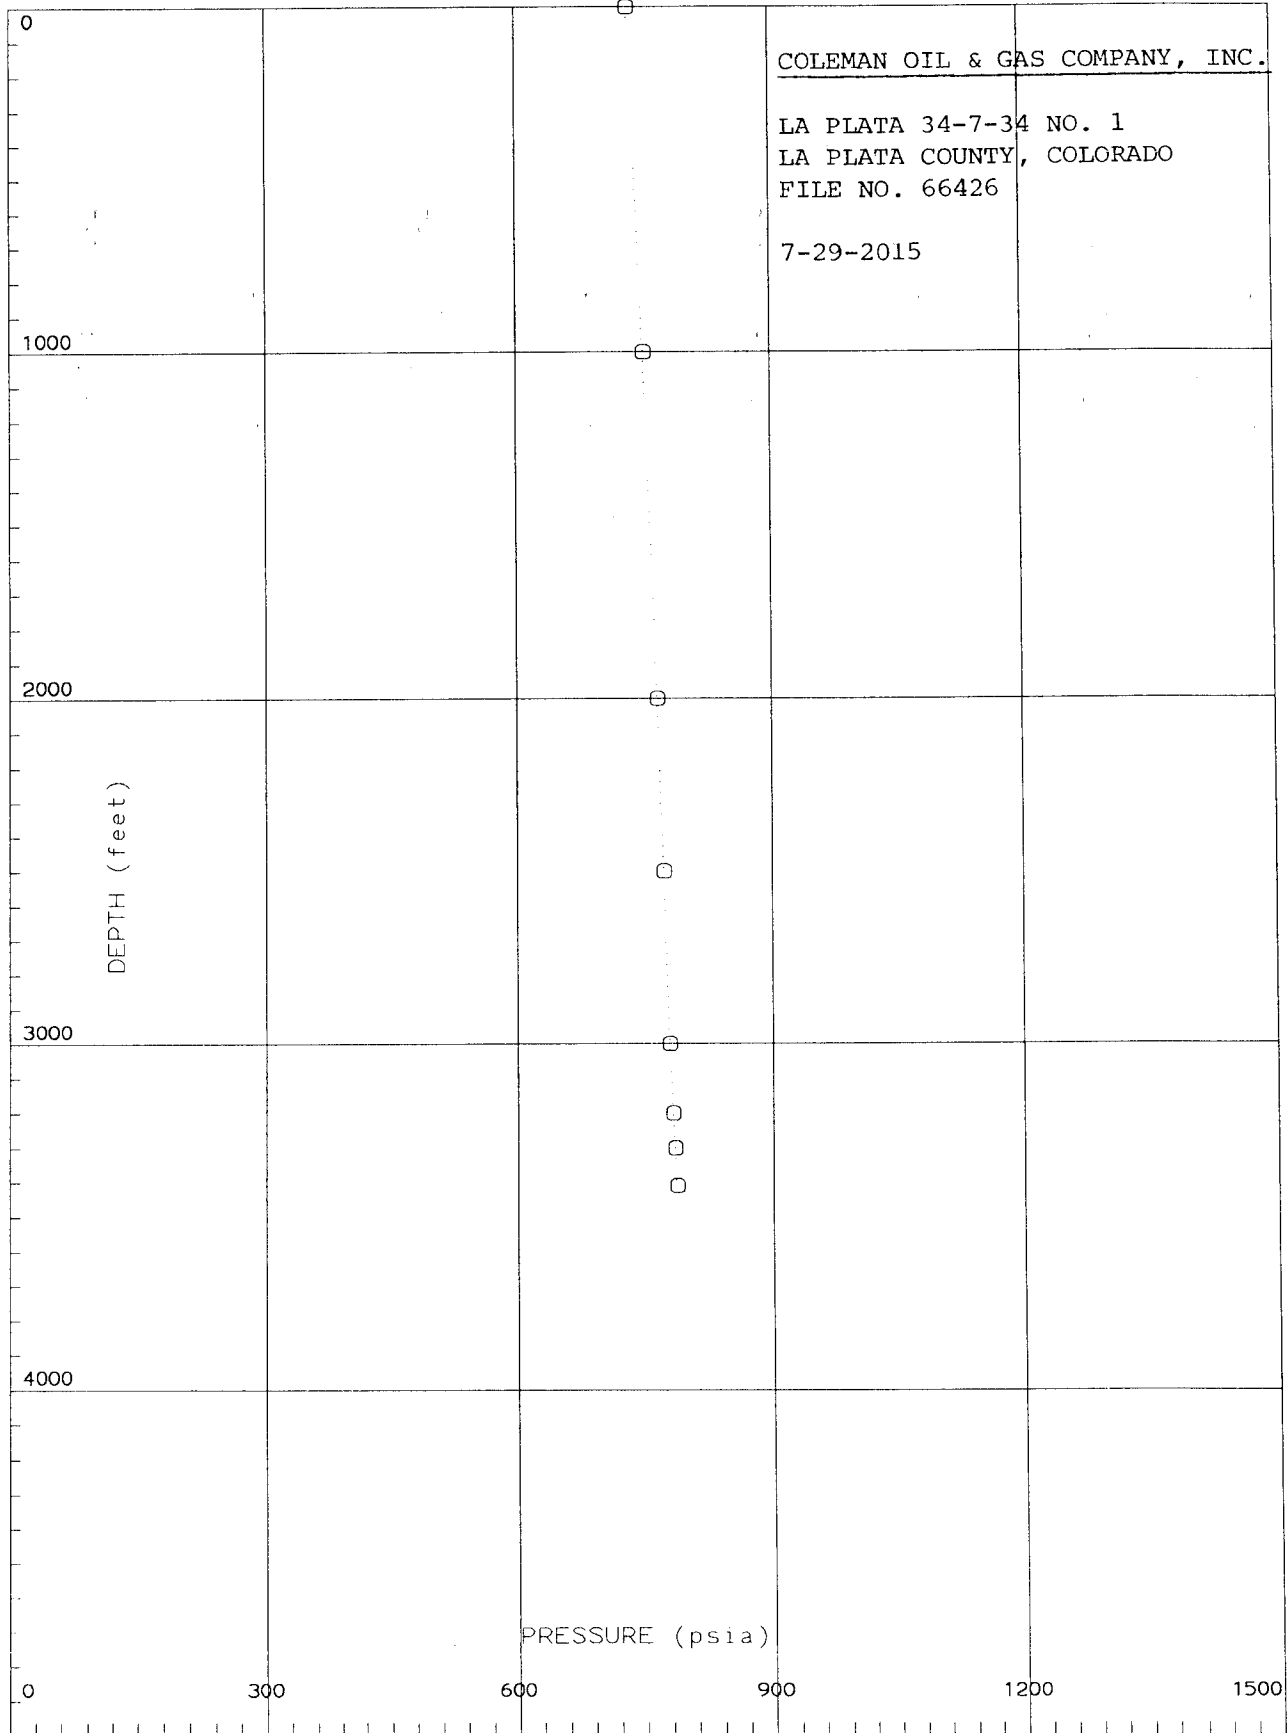 0
COLEMAN OIL & GAS COMPANY, INC.
LA PLATA 34-7-34 NO. 1
LA PLATA COUNTY, COLORADO
FILE NO. 66426
7-29-2015
1000
2000
DEPTH (feet)
3000
4000
PRESSURE (psia)
0 300 600 900 1200 1500